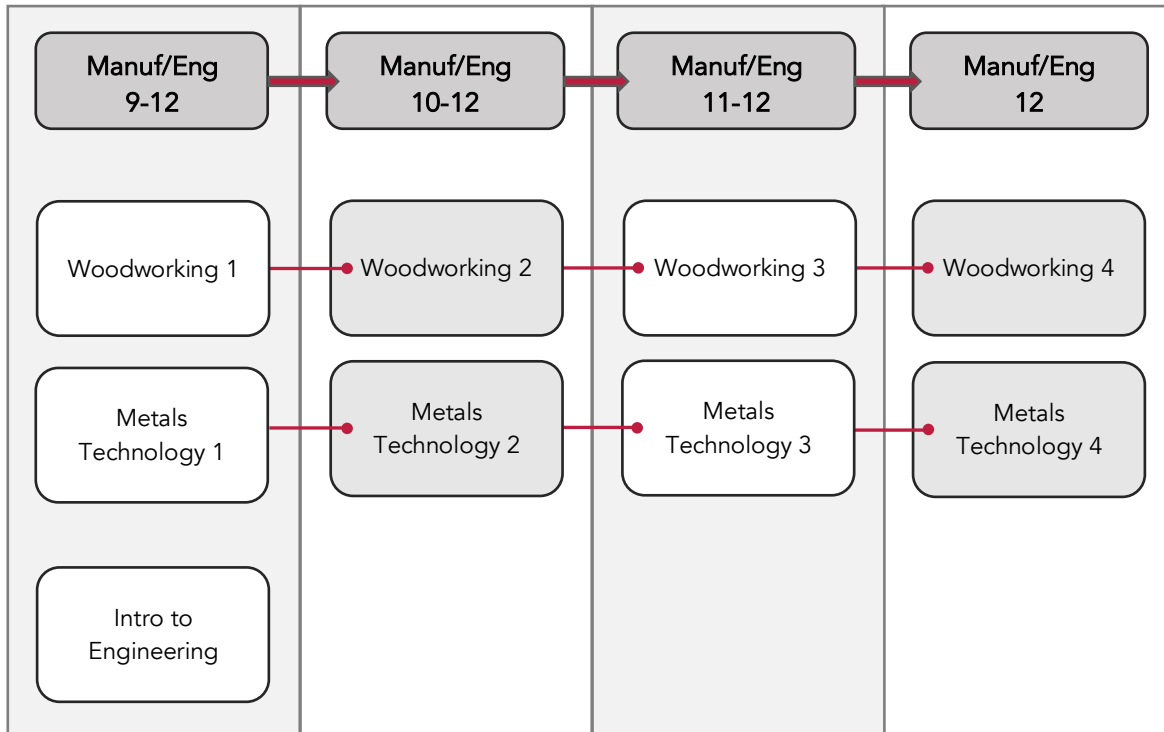 Manuf/Eng
9-12
Manuf/Eng
10-12
Manuf/Eng
11-12
Manuf/Eng
12
Woodworking 1
Woodworking 2
Woodworking 3
Woodworking 4
Metals
Technology 1
Metals
Technology 2
Metals
Technology 3
Metals
Technology 4
Intro to
Engineering